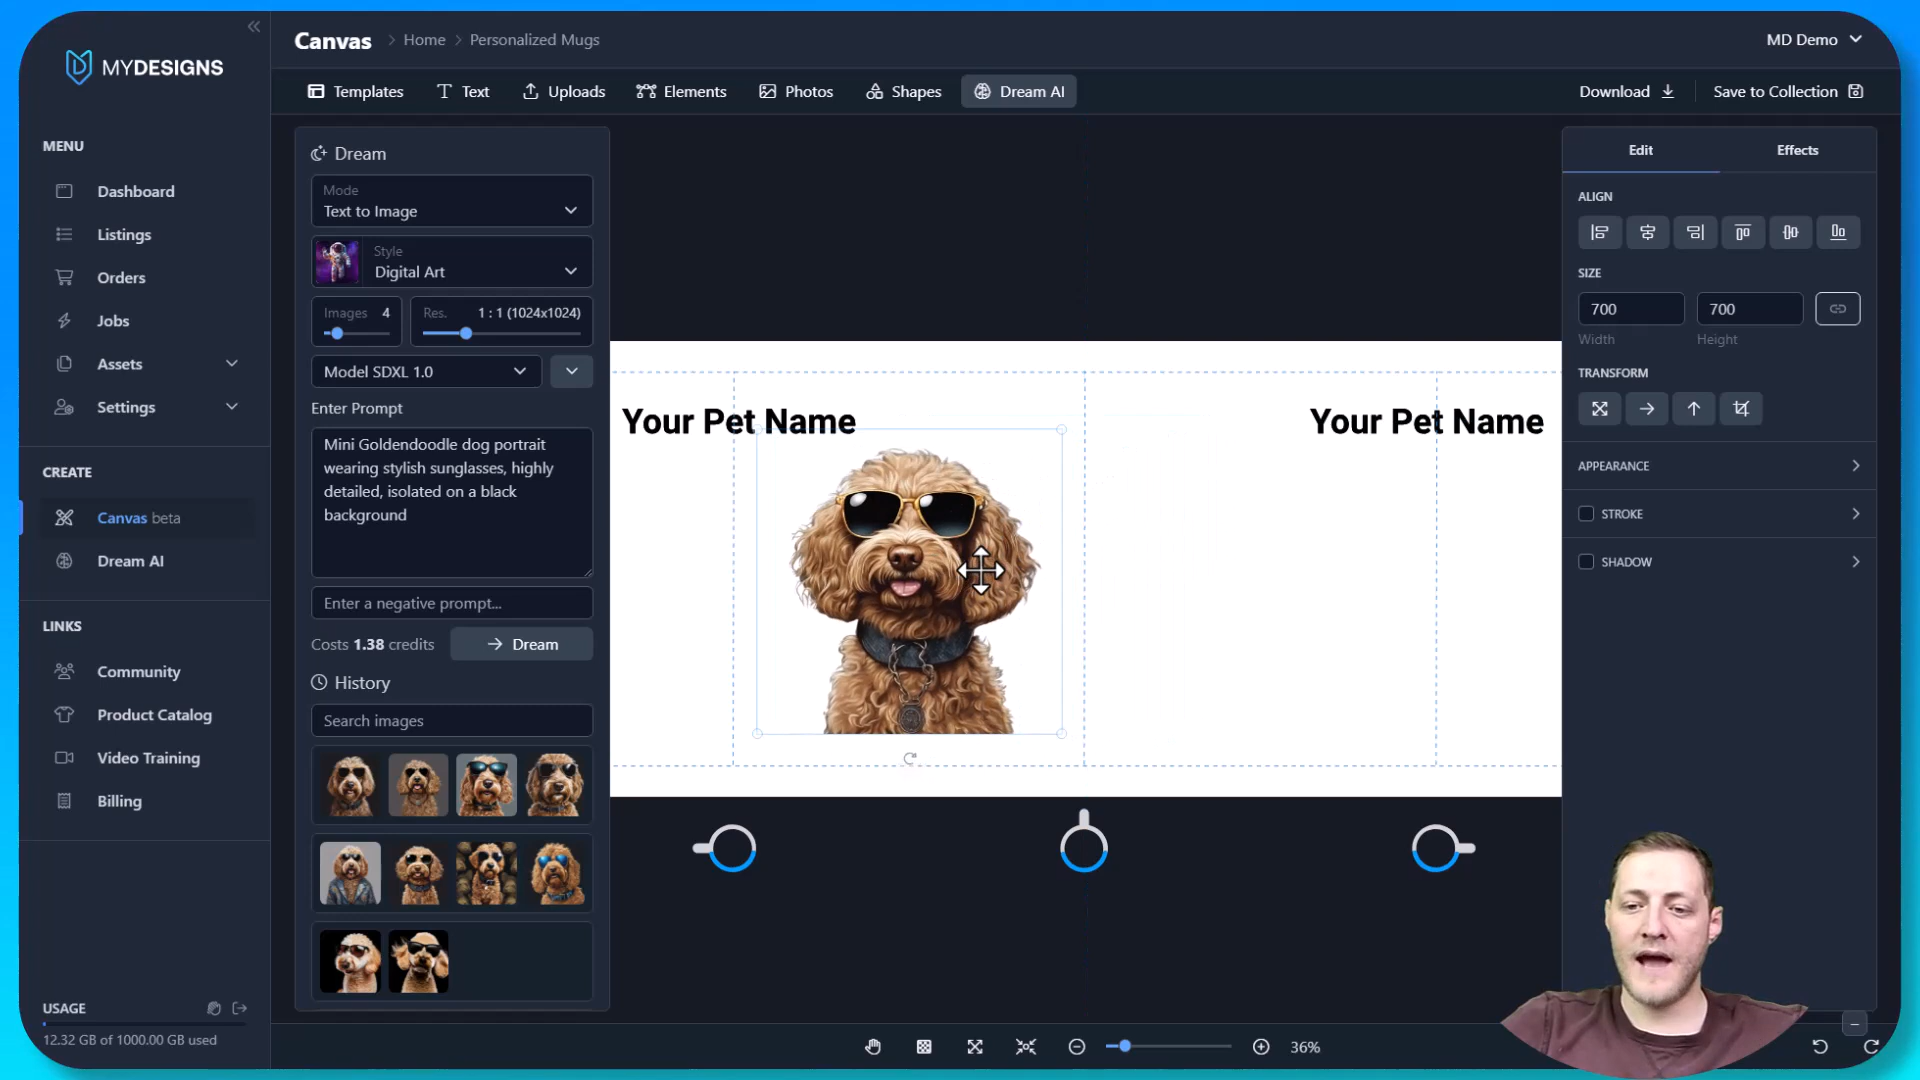 MYDESIGNS
MENU
Dashboard
Listings
Orders
Jobs
Assets
Settings
CREATE
Canvas beta
Dream AI
LINKS
Community
Product Catalog
Video Training
Billing
USAGE
12.32 GB of 1000.00 GB used
Canvas
Home
Personalized Mugs
MD Demo
Templates
Text
Uploads
Elements
Photos
Shapes
Dream AI
Download
Save to Collection
Dream
Mode
Text to Image
Style
Digital Art
Images 4
Res. 1 : 1 (1024x1024)
Model SDXL 1.0
Enter Prompt
Mini Goldendoodle dog portrait
wearing stylish sunglasses, highly
detailed, isolated on a black
background
Enter a negative prompt...
Costs 1.38 credits
Dream
History
Search images
Your Pet Name
Your Pet Name
36%
Edit
Effects
ALIGN
SIZE
700
700
Width
Height
TRANSFORM
APPEARANCE
STROKE
SHADOW